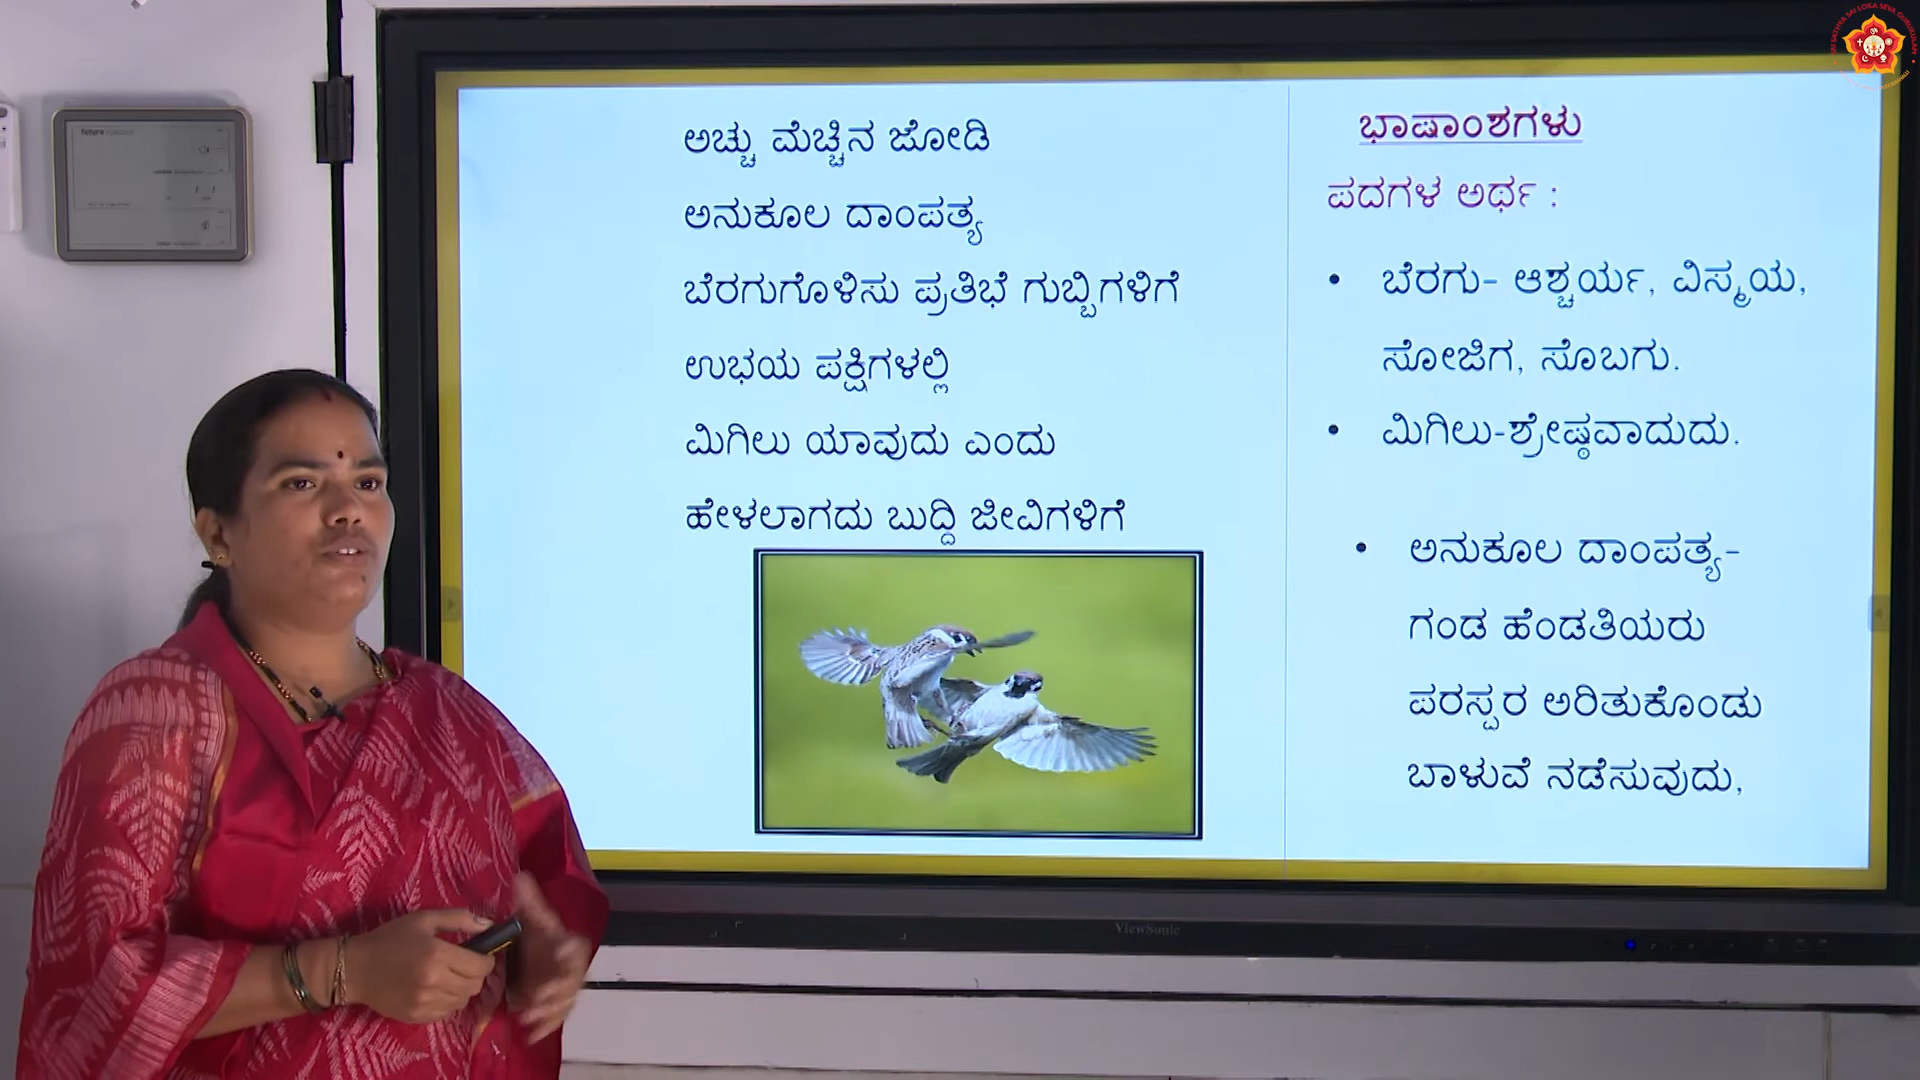 ಅಚ್ಚು ಮೆಚ್ಚಿನ ಜೋಡಿ
ಅನುಕೂಲ ದಾಂಪತ್ಯ
ಬೆರಗುಗೊಳಿಸು ಪ್ರತಿಭೆ ಗುಬ್ಬಿಗಳಿಗೆ
ಉಭಯ ಪಕ್ಷಿಗಳಲ್ಲಿ
ಮಿಗಿಲು ಯಾವುದು ಎಂದು
ಹೇಳಲಾಗದು ಬುದ್ದಿ ಜೀವಿಗಳಿಗೆ
ಭಾಷಾಂಶಗಳು
ಪದಗಳ ಅರ್ಥ :
• ಬೆರಗು- ಆಶ್ಚರ್ಯ, ವಿಸ್ಮಯ,
ಸೋಜಿಗ, ಸೊಬಗು.
• ಮಿಗಿಲು-ಶ್ರೇಷ್ಠವಾದುದು.
• ಅನುಕೂಲ ದಾಂಪತ್ಯ-
ಗಂಡ ಹೆಂಡತಿಯರು
ಪರಸ್ಪರ ಅರಿತುಕೊಂಡು
ಬಾಳುವೆ ನಡೆಸುವುದು,
ViewSonic